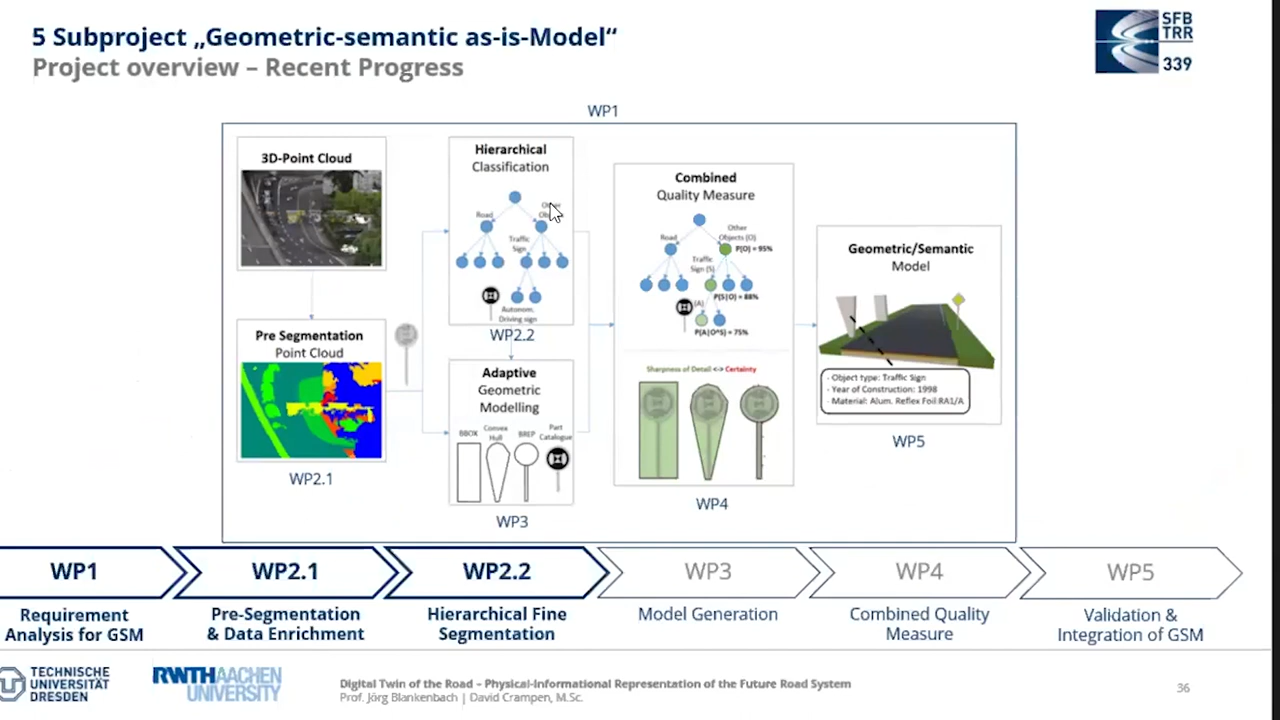 5 Subproject „Geometric-semantic as-is-Model“
Project overview – Recent Progress
SFB
TRR
339
WP1
3D-Point Cloud
Pre Segmentation
Point Cloud
WP2.1
Hierarchical
Classification
Road
Other
Traffic
Sign
Autonom.
Driving sign
WP2.2
Adaptive
Geometric
Modelling
BBOX
Convex
Hull
BREP
Part
Catalogue
WP3
Combined
Quality Measure
Road
Other
Objects (O)
P(O) = 95%
Traffic
Sign (S)
P(S|O) = 88%
(A)
P(A|O^S) = 75%
Sharpness of Detail <-> Certainty
WP4
Geometric/Semantic
Model
- Object type: Traffic Sign
- Year of Construction: 1998
- Material: Alum. Reflex Foil RA1/A
WP5
WP1
WP2.1
WP2.2
WP3
WP4
WP5
Requirement
Analysis for GSM
Pre-Segmentation
& Data Enrichment
Hierarchical Fine
Segmentation
Model Generation
Combined Quality
Measure
Validation &
Integration of GSM
TECHNISCHE
UNIVERSITÄT
DRESDEN
RWTHAACHEN
UNIVERSITY
Digital Twin of the Road – Physical-Informational Representation of the Future Road System
Prof. Jörg Blankenbach | David Crampen, M.Sc.
36